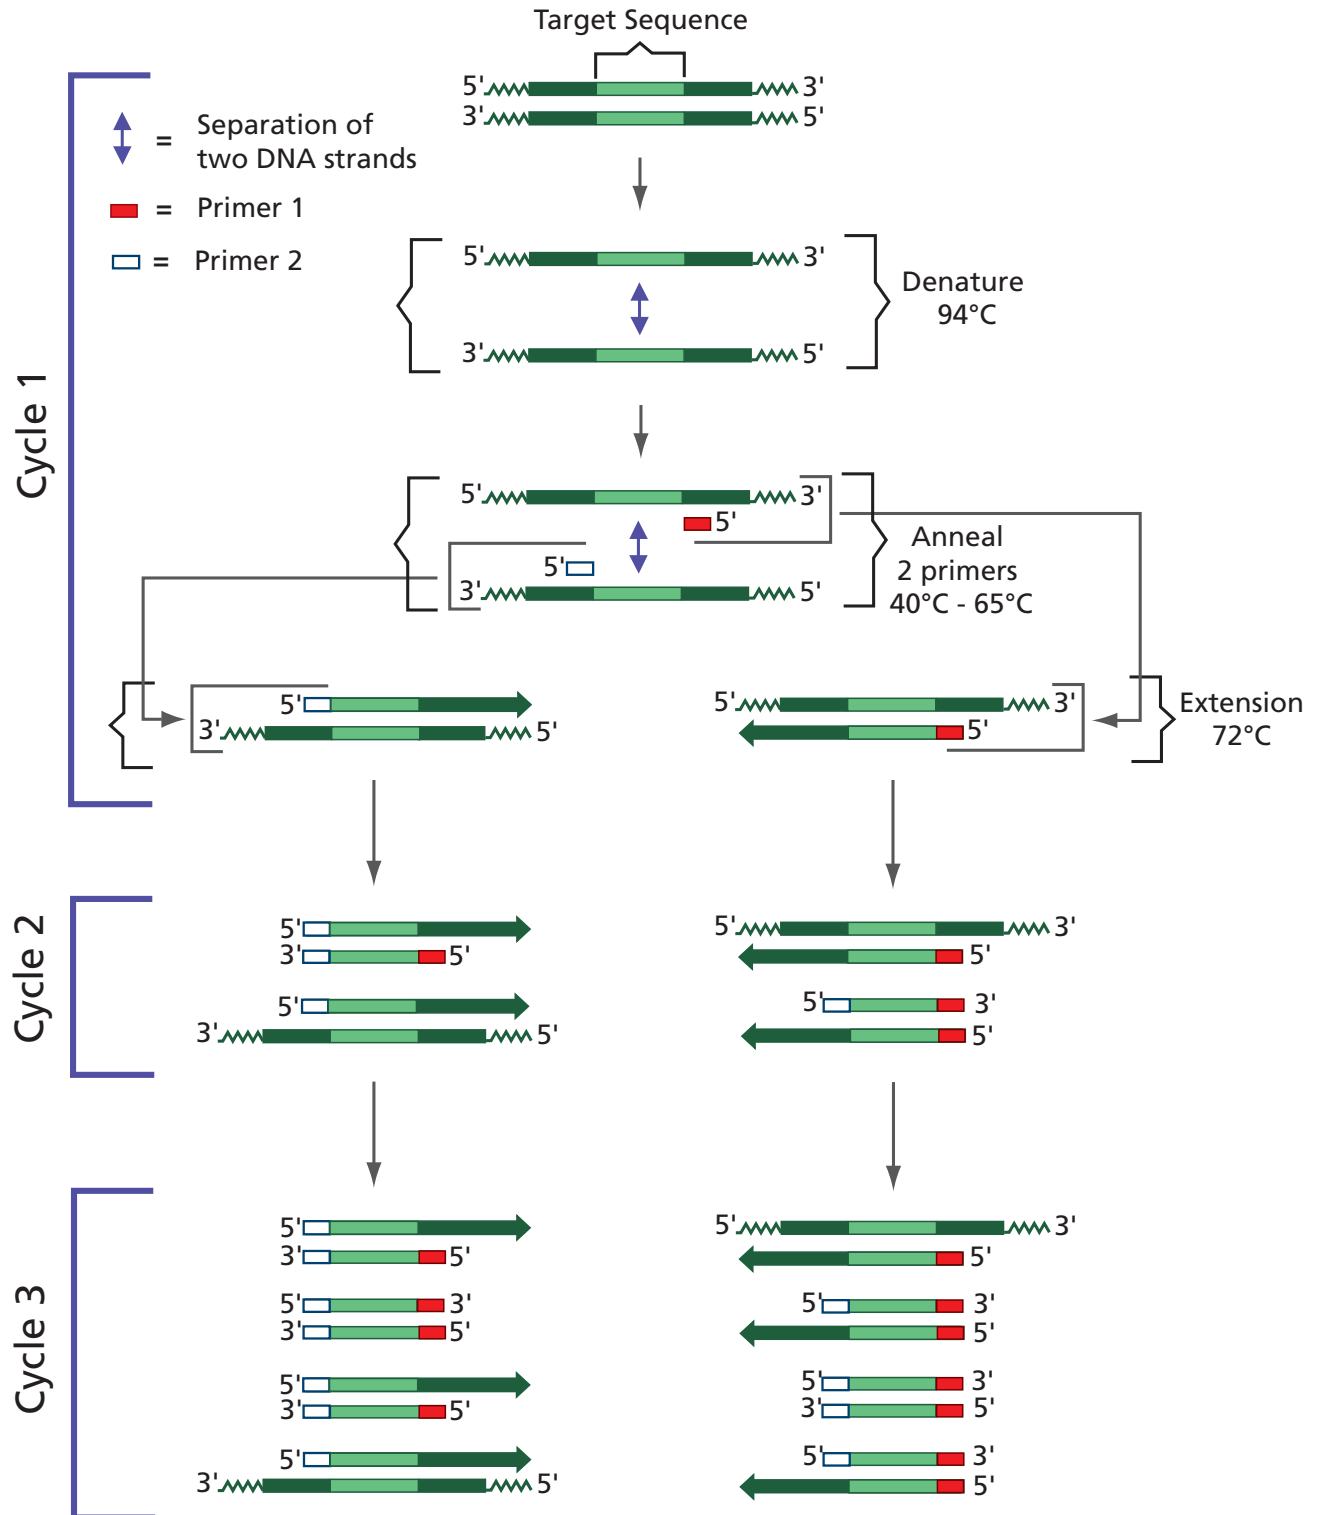 Target Sequence
5' 3'
3' 5'
= Separation of
two DNA strands
= Primer 1
= Primer 2
Cycle 1
5' 3'
Denature
94°C
3' 5'
5' 3'
5'
Anneal
2 primers
40°C - 65°C
5'
3' 5'
5' 5' 3'
3' 5' 5'
Extension
72°C
Cycle 2
5' 5' 3'
3' 5' 5'
5' 5' 3'
3' 5' 5'
Cycle 3
5' 5' 3'
3' 5' 5'
5' 3' 5' 3'
3' 5' 5'
5' 5' 3'
3' 5' 3' 5'
5' 5' 3'
3' 5' 5'